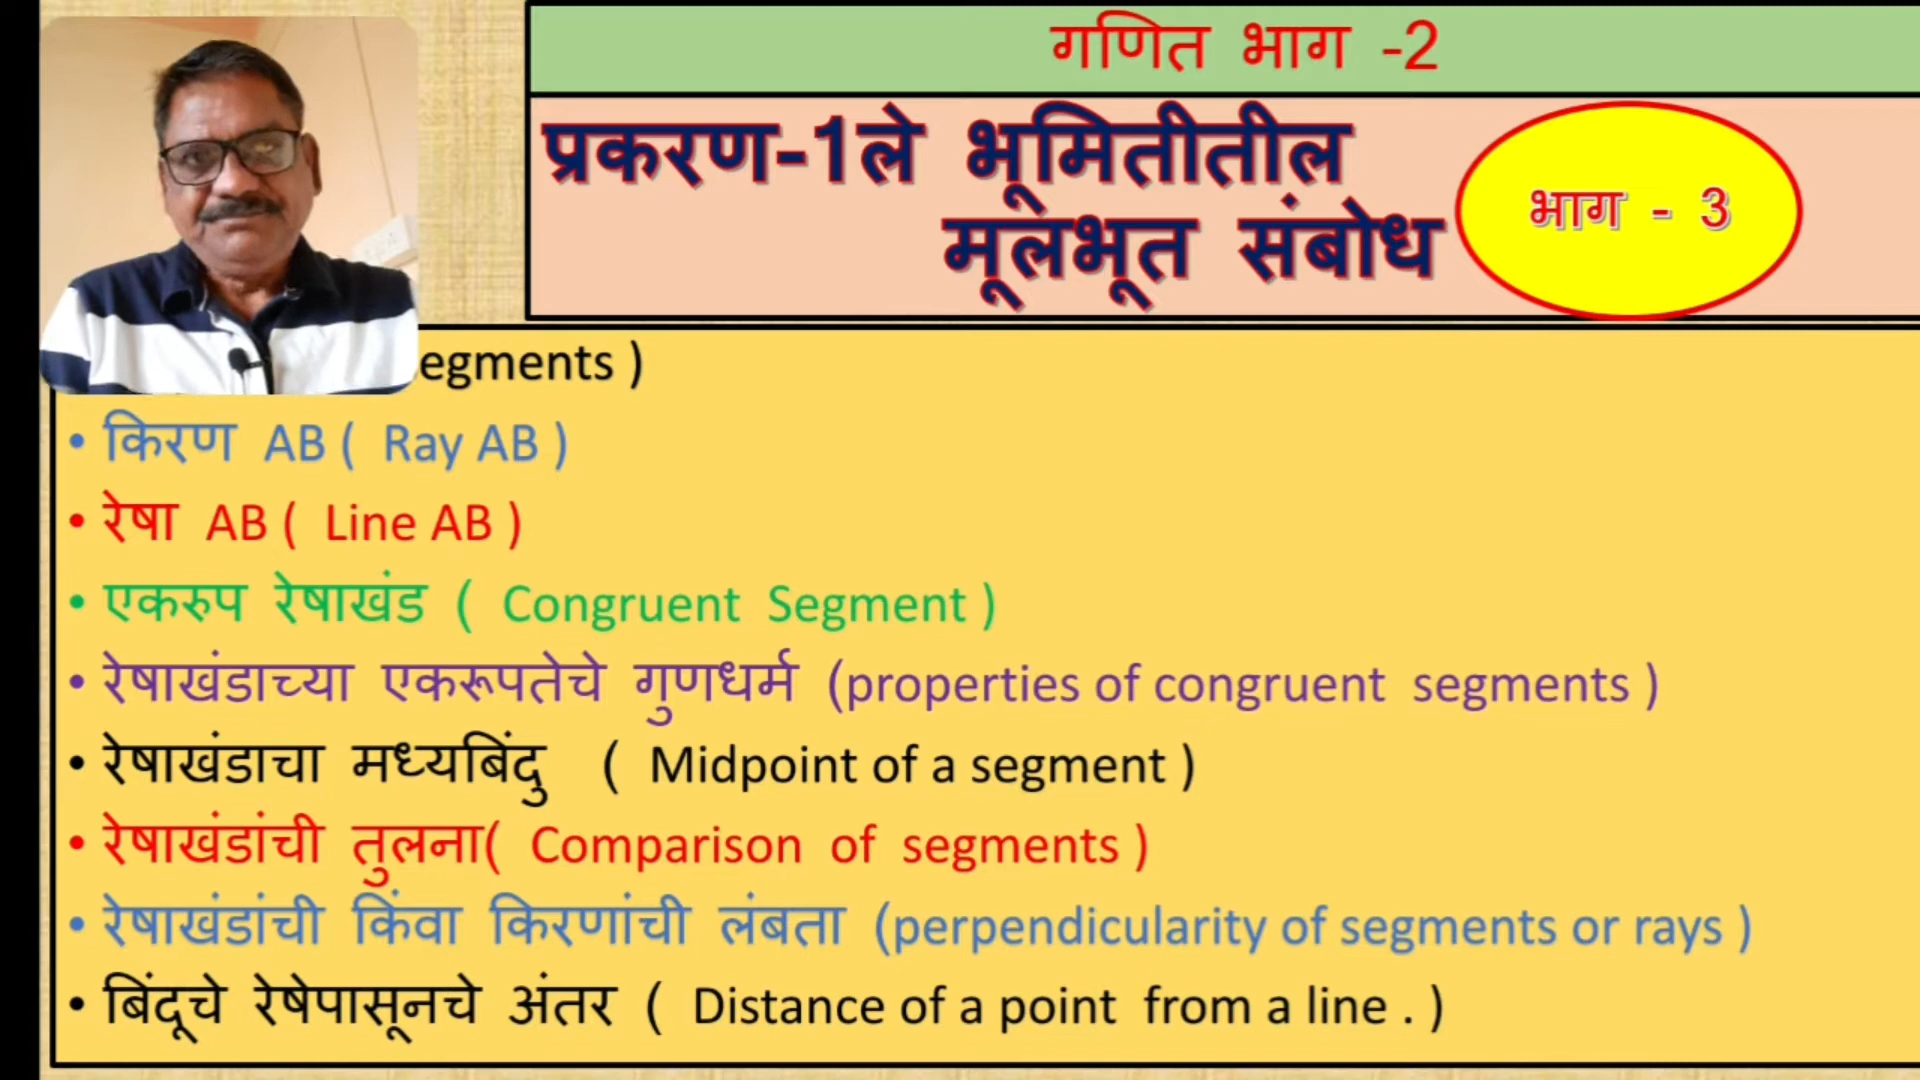 गणित भाग -2
प्रकरण-1ले भूमितीतील
मूलभूत संबोध
भाग - 3
egments )
• किरण AB ( Ray AB )
• रेषा AB ( Line AB )
• एकरुप रेषाखंड ( Congruent Segment )
• रेषाखंडाच्या एकरूपतेचे गुणधर्म (properties of congruent segments )
• रेषाखंडाचा मध्यबिंदु ( Midpoint of a segment )
• रेषाखंडांची तुलना( Comparison of segments )
• रेषाखंडांची किंवा किरणांची लंबता (perpendicularity of segments or rays )
• बिंदूचे रेषेपासूनचे अंतर ( Distance of a point from a line . )